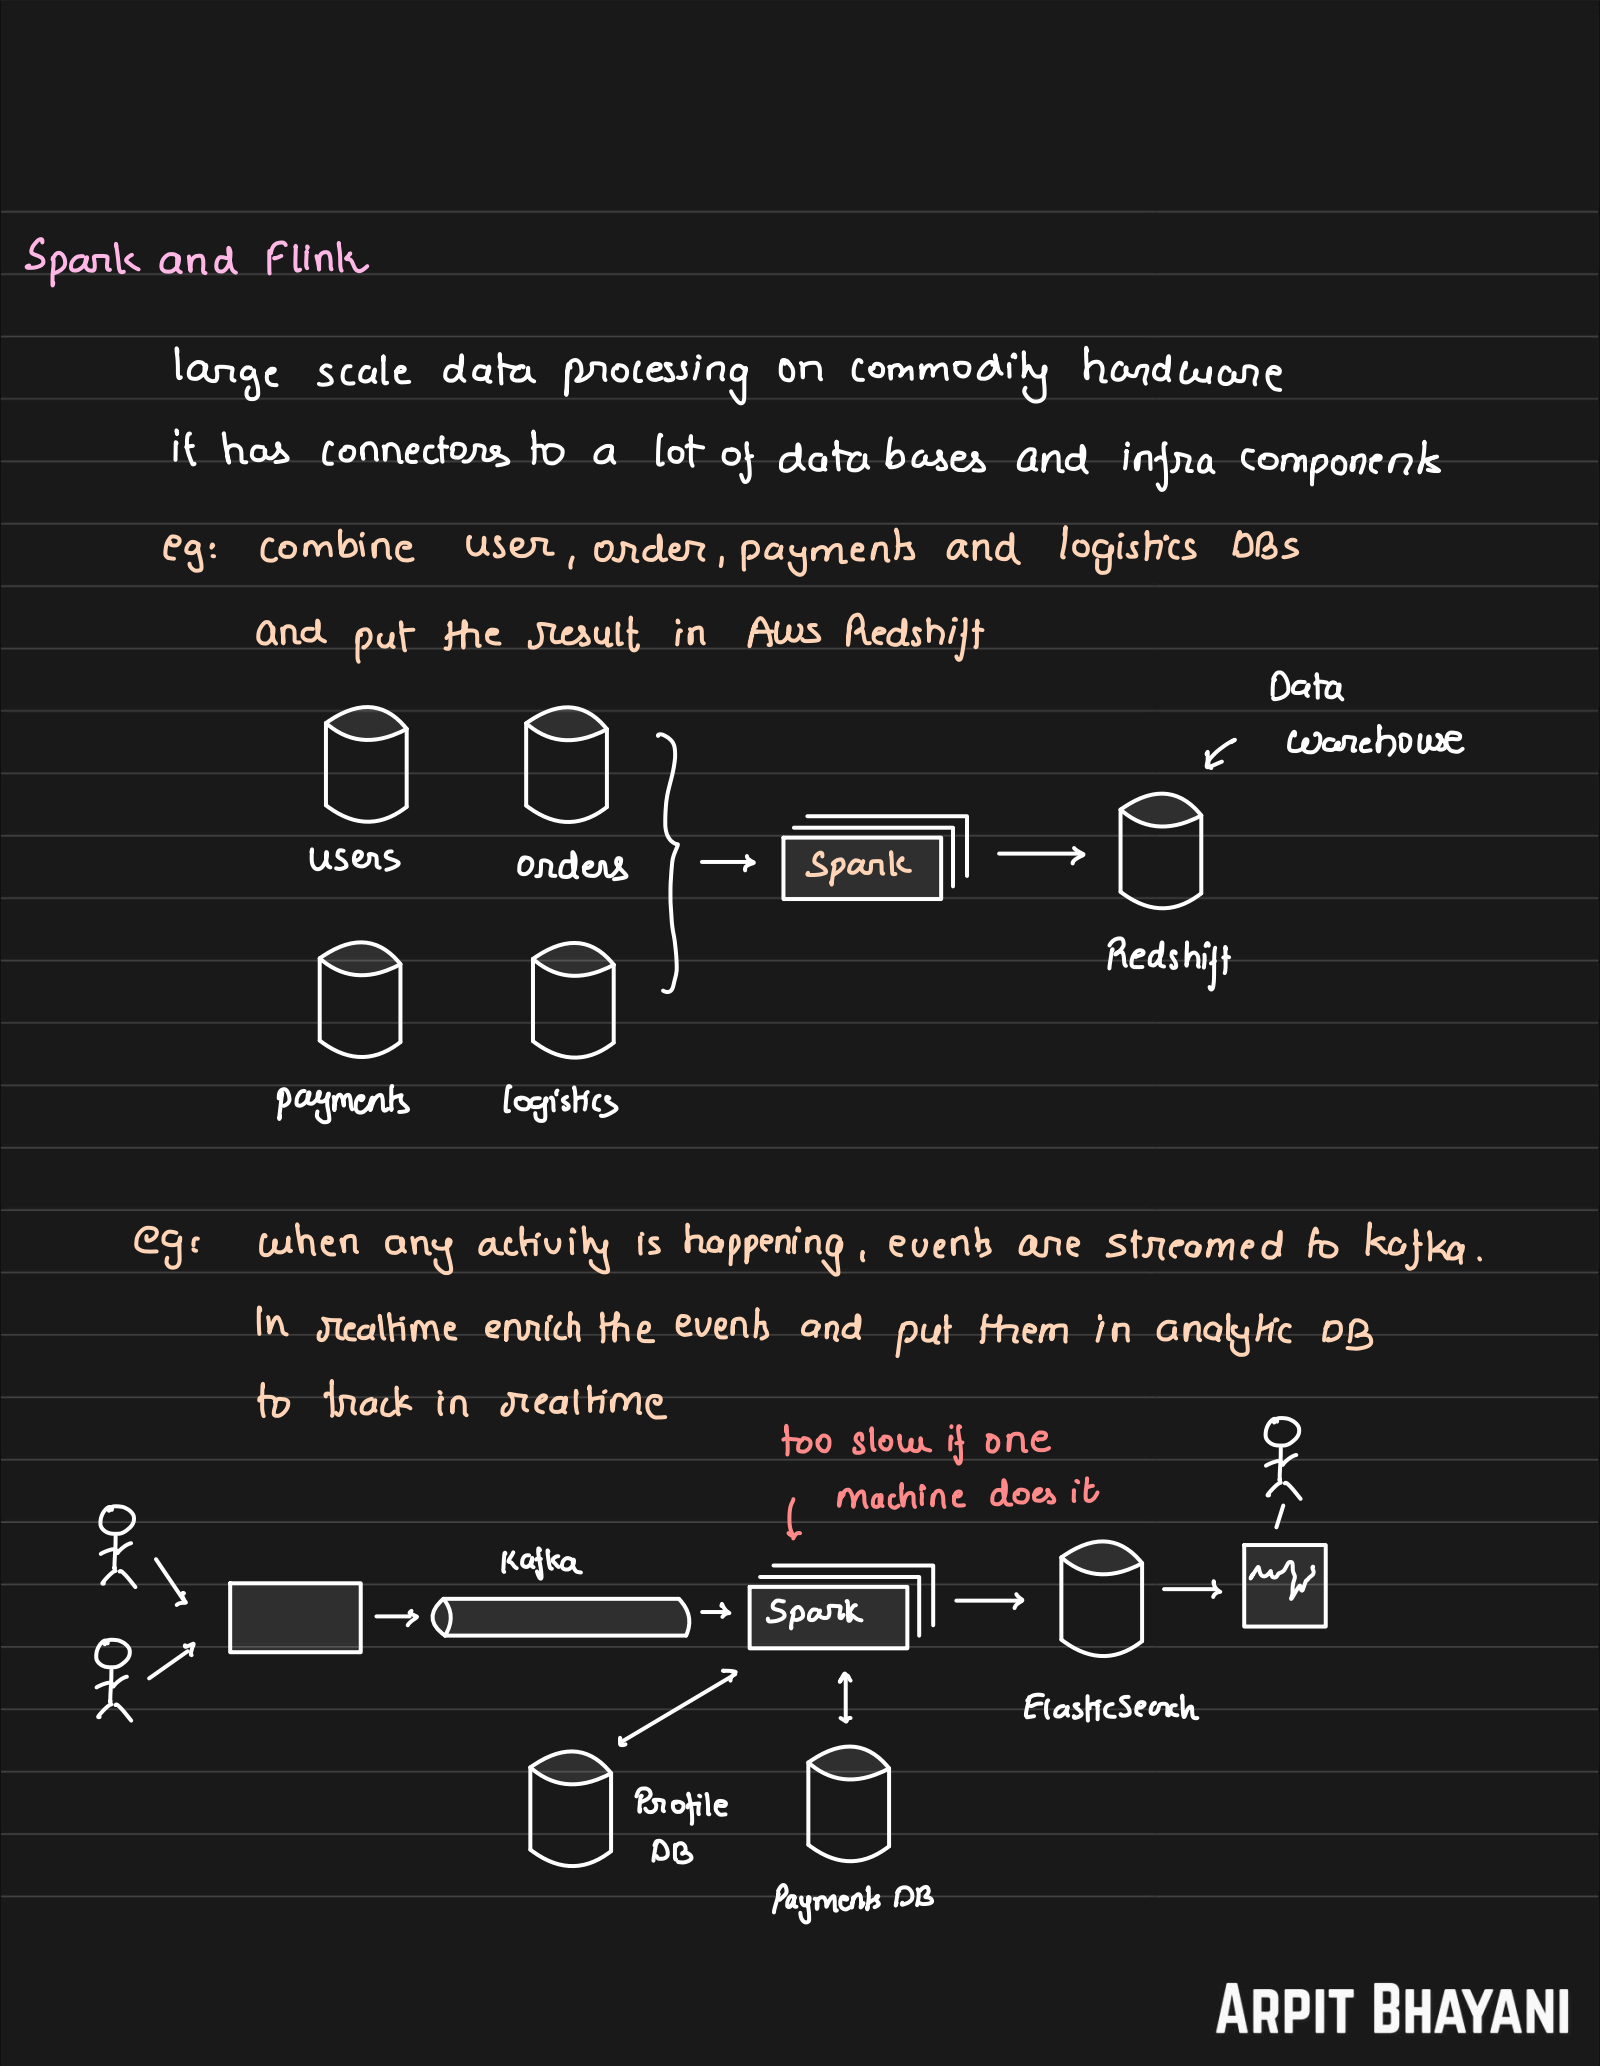 Spark and Flink
large scale data processing on commodity hardware
it has connectors to a lot of databases and infra components
eg: combine user, order, payments and logistics DBs
and put the result in AWS Redshift
Data
warehouse
users
orders
Spark
Redshift
payments
logistics
eg: when any activity is happening, events are streamed to kafka.
In realtime enrich the events and put them in analytic DB
to track in realtime
too slow if one
machine does it
Kafka
Spark
ElasticSearch
Profile
DB
Payments DB
ARPIT BHAYANI